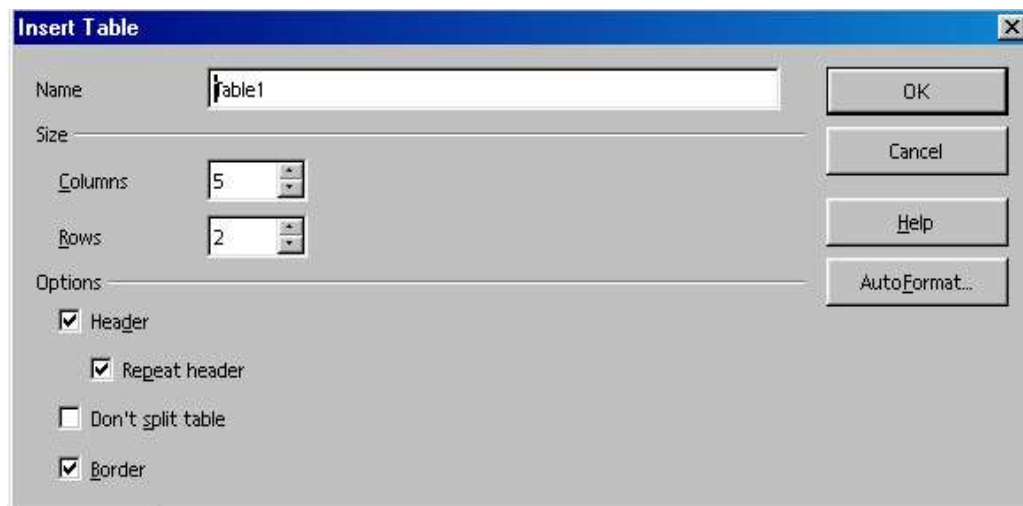 Insert Table
Name Table1 OK
Size
Cancel
Columns 5
Rows 2 Help
Options AutoFormat...
Header
Repeat header
Don't split table
Border